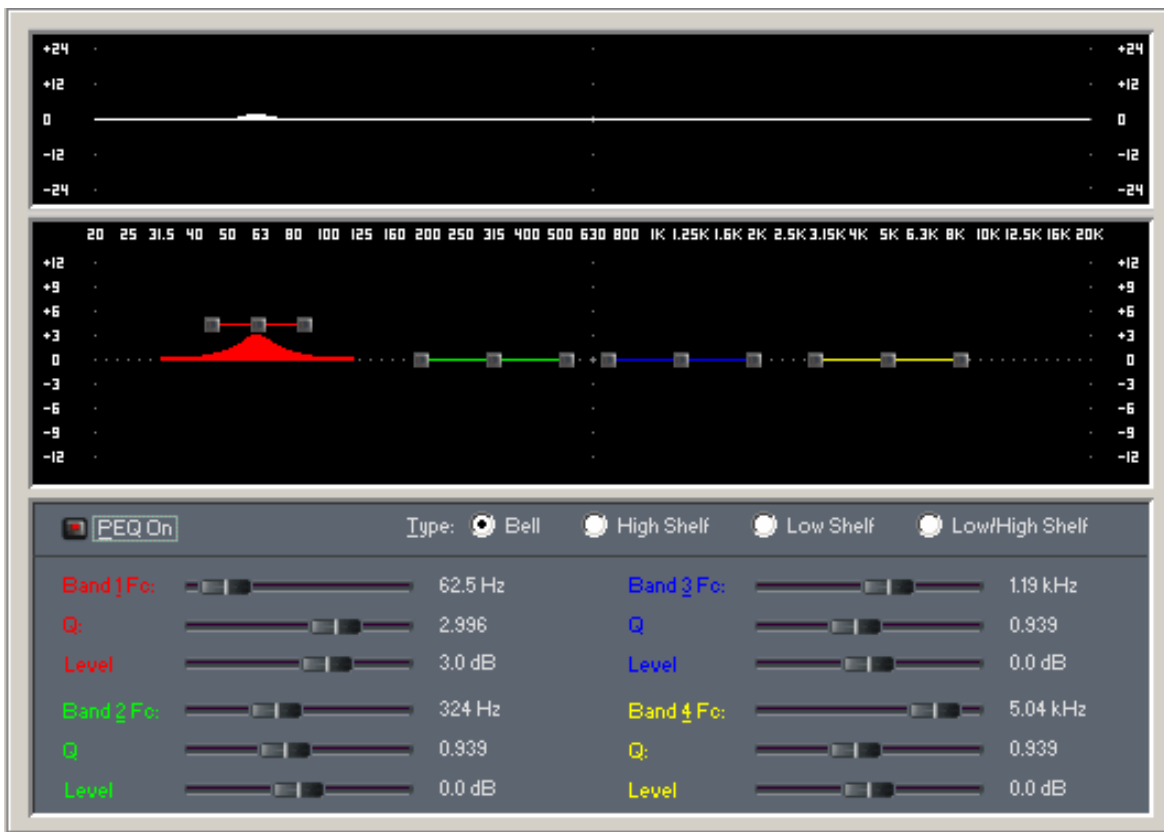 +24 +24
+12 +12
0 0
-12 -12
-24 -24
20 25 31.5 40 50 63 80 100 125 160 200 250 315 400 500 630 800 1K 1.25K 1.6K 2K 2.5K 3.15K 4K 5K 6.3K 8K 10K 12.5K 16K 20K
+12 +12
+9 +9
+6 +6
+3 +3
0 0
-3 -3
-6 -6
-9 -9
-12 -12
PEQ On Type: Bell High Shelf Low Shelf Low/High Shelf
Band 1 Fc: 62.5 Hz Band 3 Fc: 1.19 kHz
Q: 2.996 Q 0.939
Level 3.0 dB Level 0.0 dB
Band 2 Fc: 324 Hz Band 4 Fc: 5.04 kHz
Q 0.939 Q: 0.939
Level 0.0 dB Level 0.0 dB